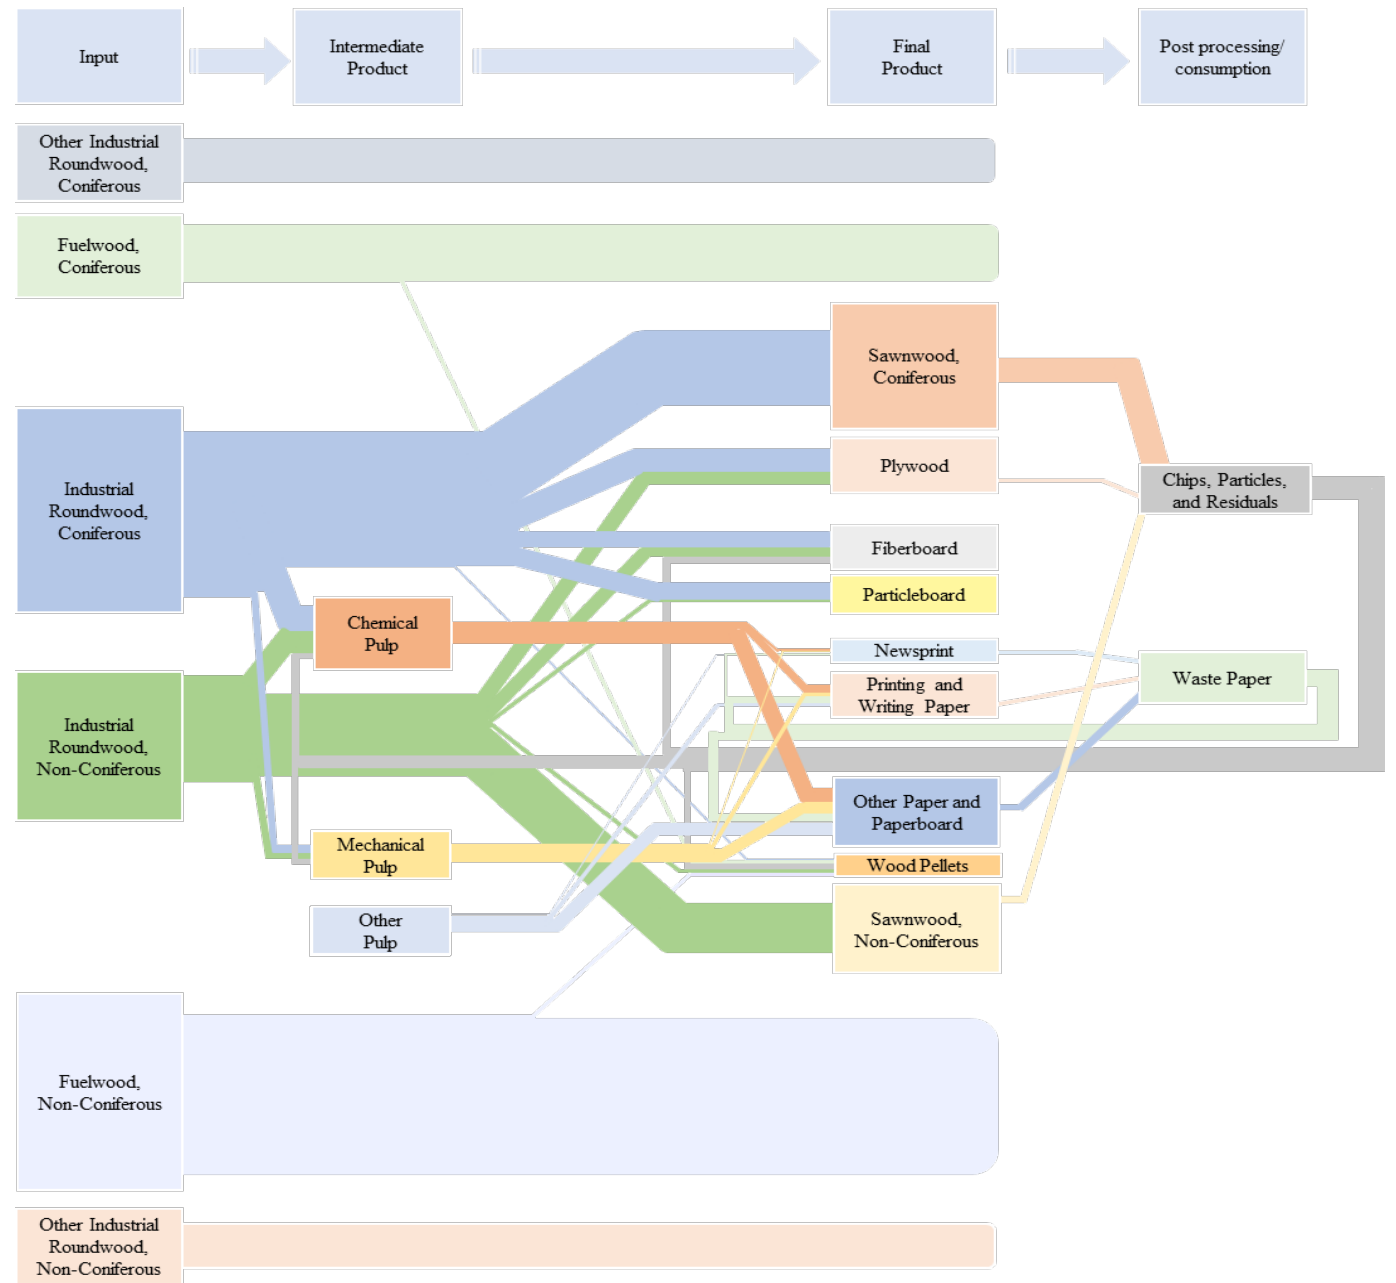 Input
Intermediate
Product
Final
Product
Post processing/
consumption
Other Industrial
Roundwood,
Coniferous
Fuelwood,
Coniferous
Industrial
Roundwood,
Coniferous
Industrial
Roundwood,
Non-Coniferous
Fuelwood,
Non-Coniferous
Other Industrial
Roundwood,
Non-Coniferous
Chemical
Pulp
Mechanical
Pulp
Other
Pulp
Sawnwood,
Coniferous
Plywood
Fiberboard
Particleboard
Newsprint
Printing and
Writing Paper
Other Paper and
Paperboard
Wood Pellets
Sawnwood,
Non-Coniferous
Chips, Particles,
and Residuals
Waste Paper